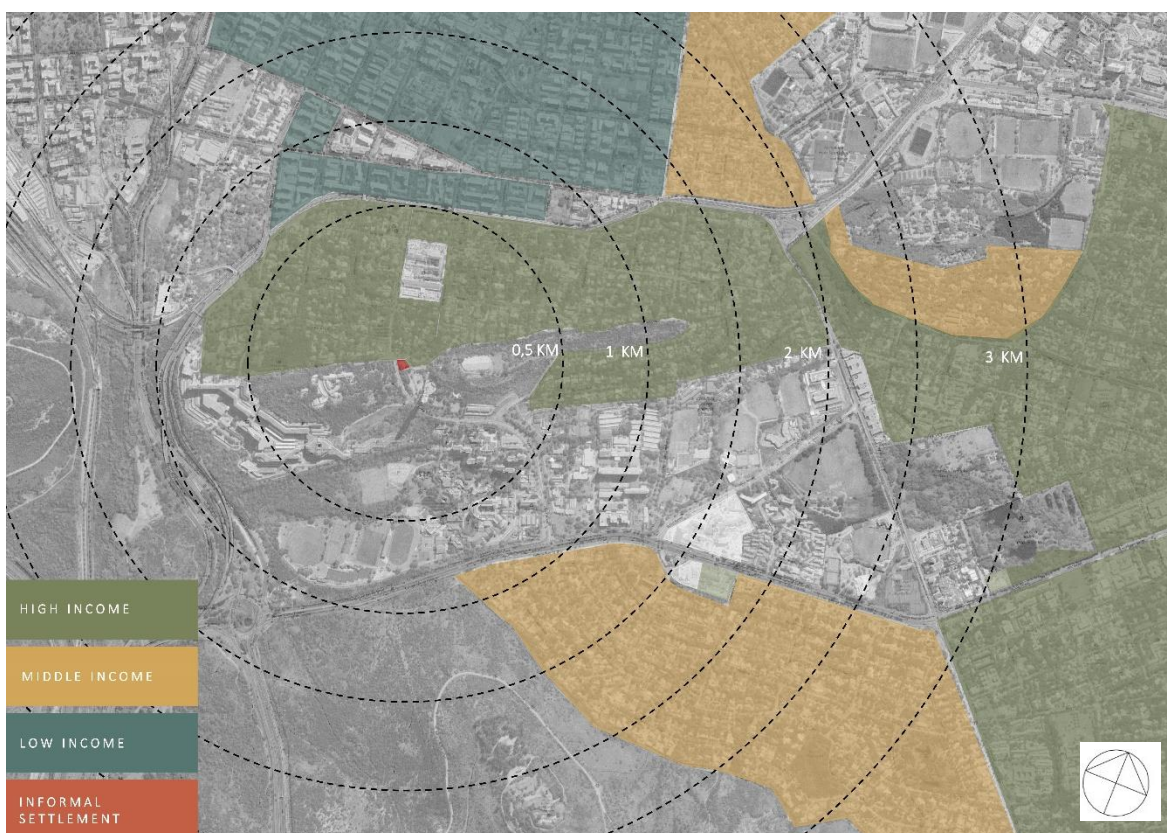 0,5 KM
1 KM
2 KM
3 KM
HIGH INCOME
MIDDLE INCOME
LOW INCOME
INFORMAL
SETTLEMENT